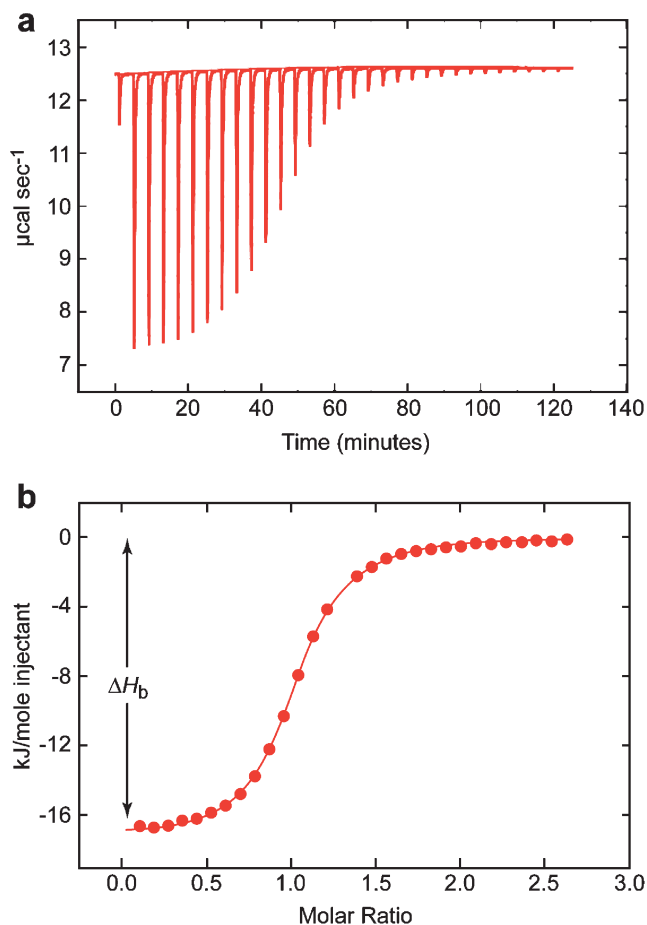 a
13
12
11
10
9
8
7
µcal sec-1
0 20 40 60 80 100 120 140
Time (minutes)
b
0
-4
-8
-12
-16
kJ/mole injectant
ΔHb
0.0 0.5 1.0 1.5 2.0 2.5 3.0
Molar Ratio